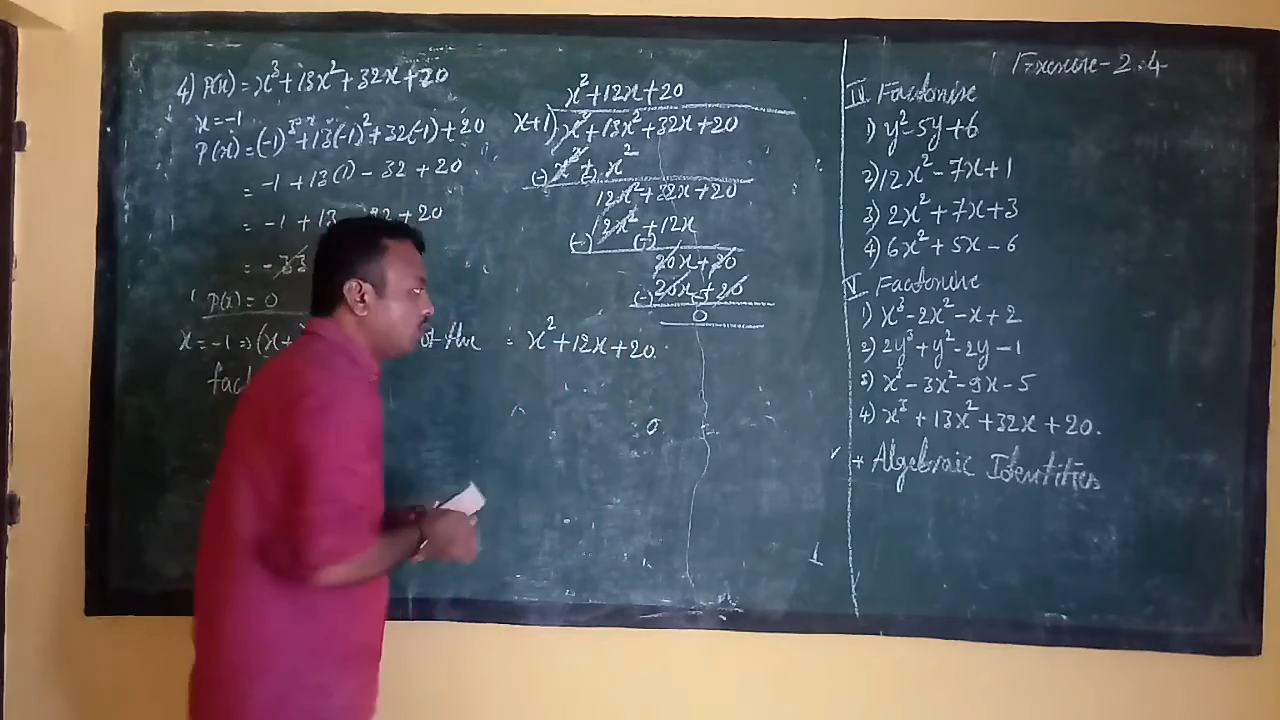 4) P(x) = x³ + 13x² + 32x + 20
x = -1
P(x) = (-1)³ + 13(-1)² + 32(-1) + 20
= -1 + 13(1) - 32 + 20
= -1 + 13 32 + 20
= -33
P(x) = 0
x = -1 ⇒ (x+ the
x² + 12x + 20
x+1) x³ + 13x² + 32x + 20
x³ + x²
(-) (-)
12x² + 32x + 20
12x² + 12x
(-) (-)
20x + 20
20x + 20
(-) (-)
0
= x² + 12x + 20.
Exercise - 2.4
IV Factorise
1) y² - 5y + 6
2) 12x² - 7x + 1
3) 2x² + 7x + 3
4) 6x² + 5x - 6
V. Factorise
1) x³ - 2x² - x + 2
2) 2y³ + y² - 2y - 1
3) x³ - 3x² - 9x - 5
4) x³ + 13x² + 32x + 20.
Algebraic Identities